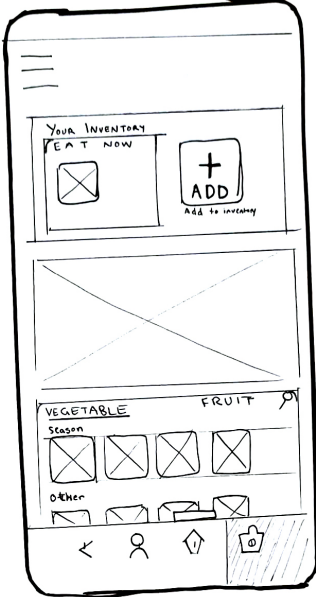 YOUR INVENTORY
EAT NOW
+
ADD
Add to inventory
VEGETABLE FRUIT
Season
Other